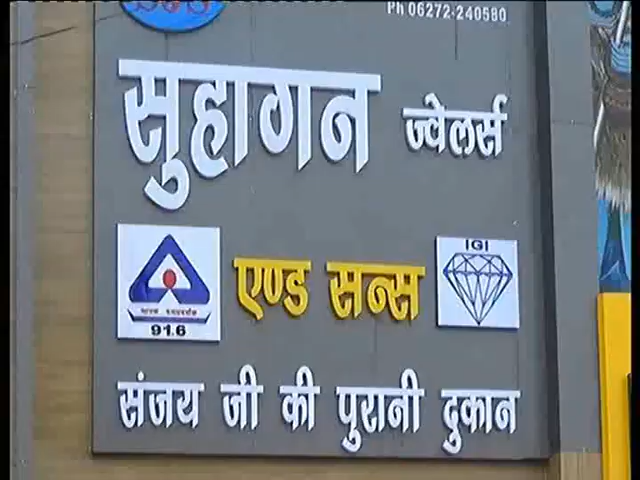 Ph 06272-240580
सुहागन ज्वेलर्स
एण्ड सन्स
IGI
91.6
संजय जी की पुरानी दुकान